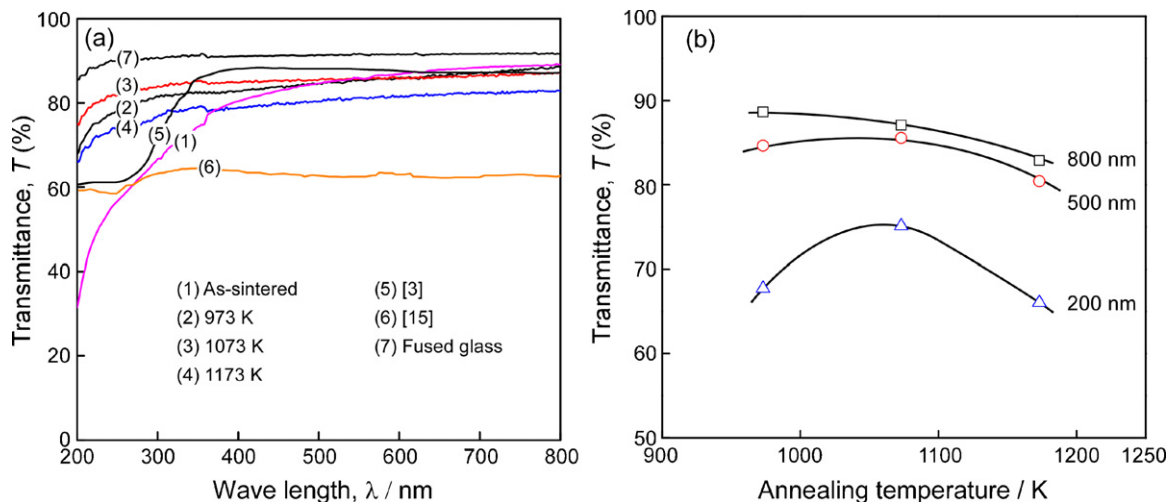 (a)
Transmittance, T (%)
100
80
60
40
20
0
(7)
(3)
(2)
(4)
(5)
(1)
(6)
(1) As-sintered
(2) 973 K
(3) 1073 K
(4) 1173 K
(5) [3]
(6) [15]
(7) Fused glass
200 300 400 500 600 700 800
Wave length, λ / nm
(b)
Transmittance, T (%)
100
90
80
70
60
50
800 nm
500 nm
200 nm
900 1000 1100 1200 1250
Annealing temperature / K